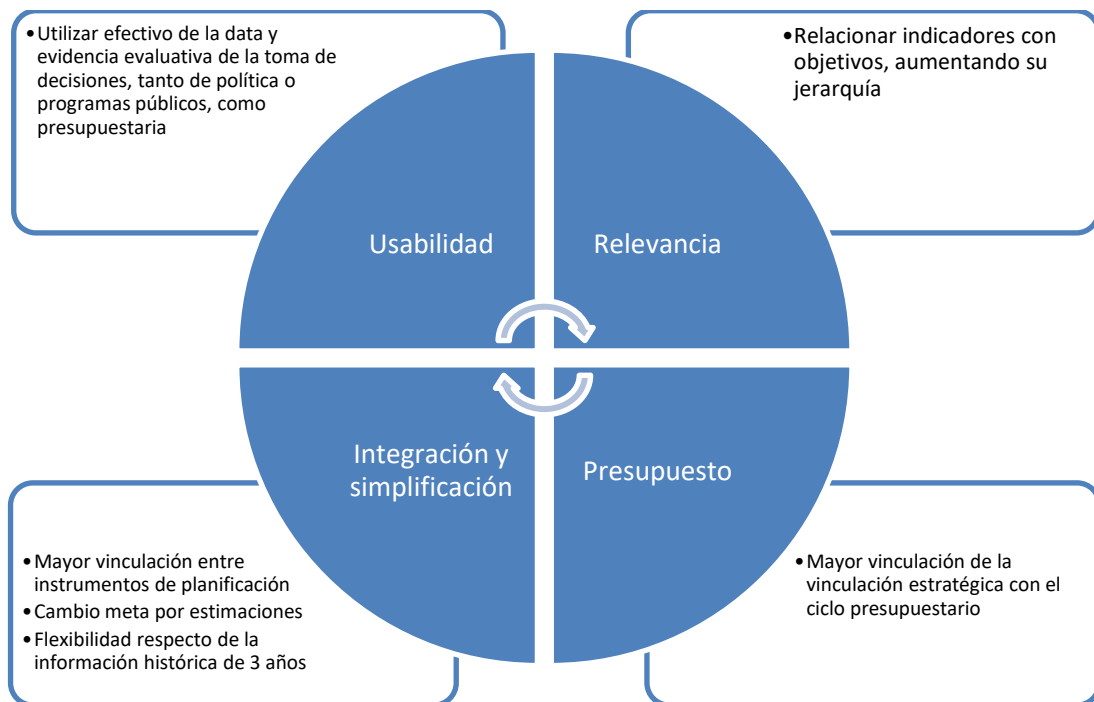 •Utilizar efectivo de la data y
evidencia evaluativa de la toma de
decisiones, tanto de política o
programas públicos, como
presupuestaria
•Relacionar indicadores con
objetivos, aumentando su
jerarquía
Usabilidad
Relevancia
Integración y
simplificación
Presupuesto
•Mayor vinculación entre
instrumentos de planificación
•Cambio meta por estimaciones
•Flexibilidad respecto de la
información histórica de 3 años
•Mayor vinculación de la
vinculación estratégica con el
ciclo presupuestario